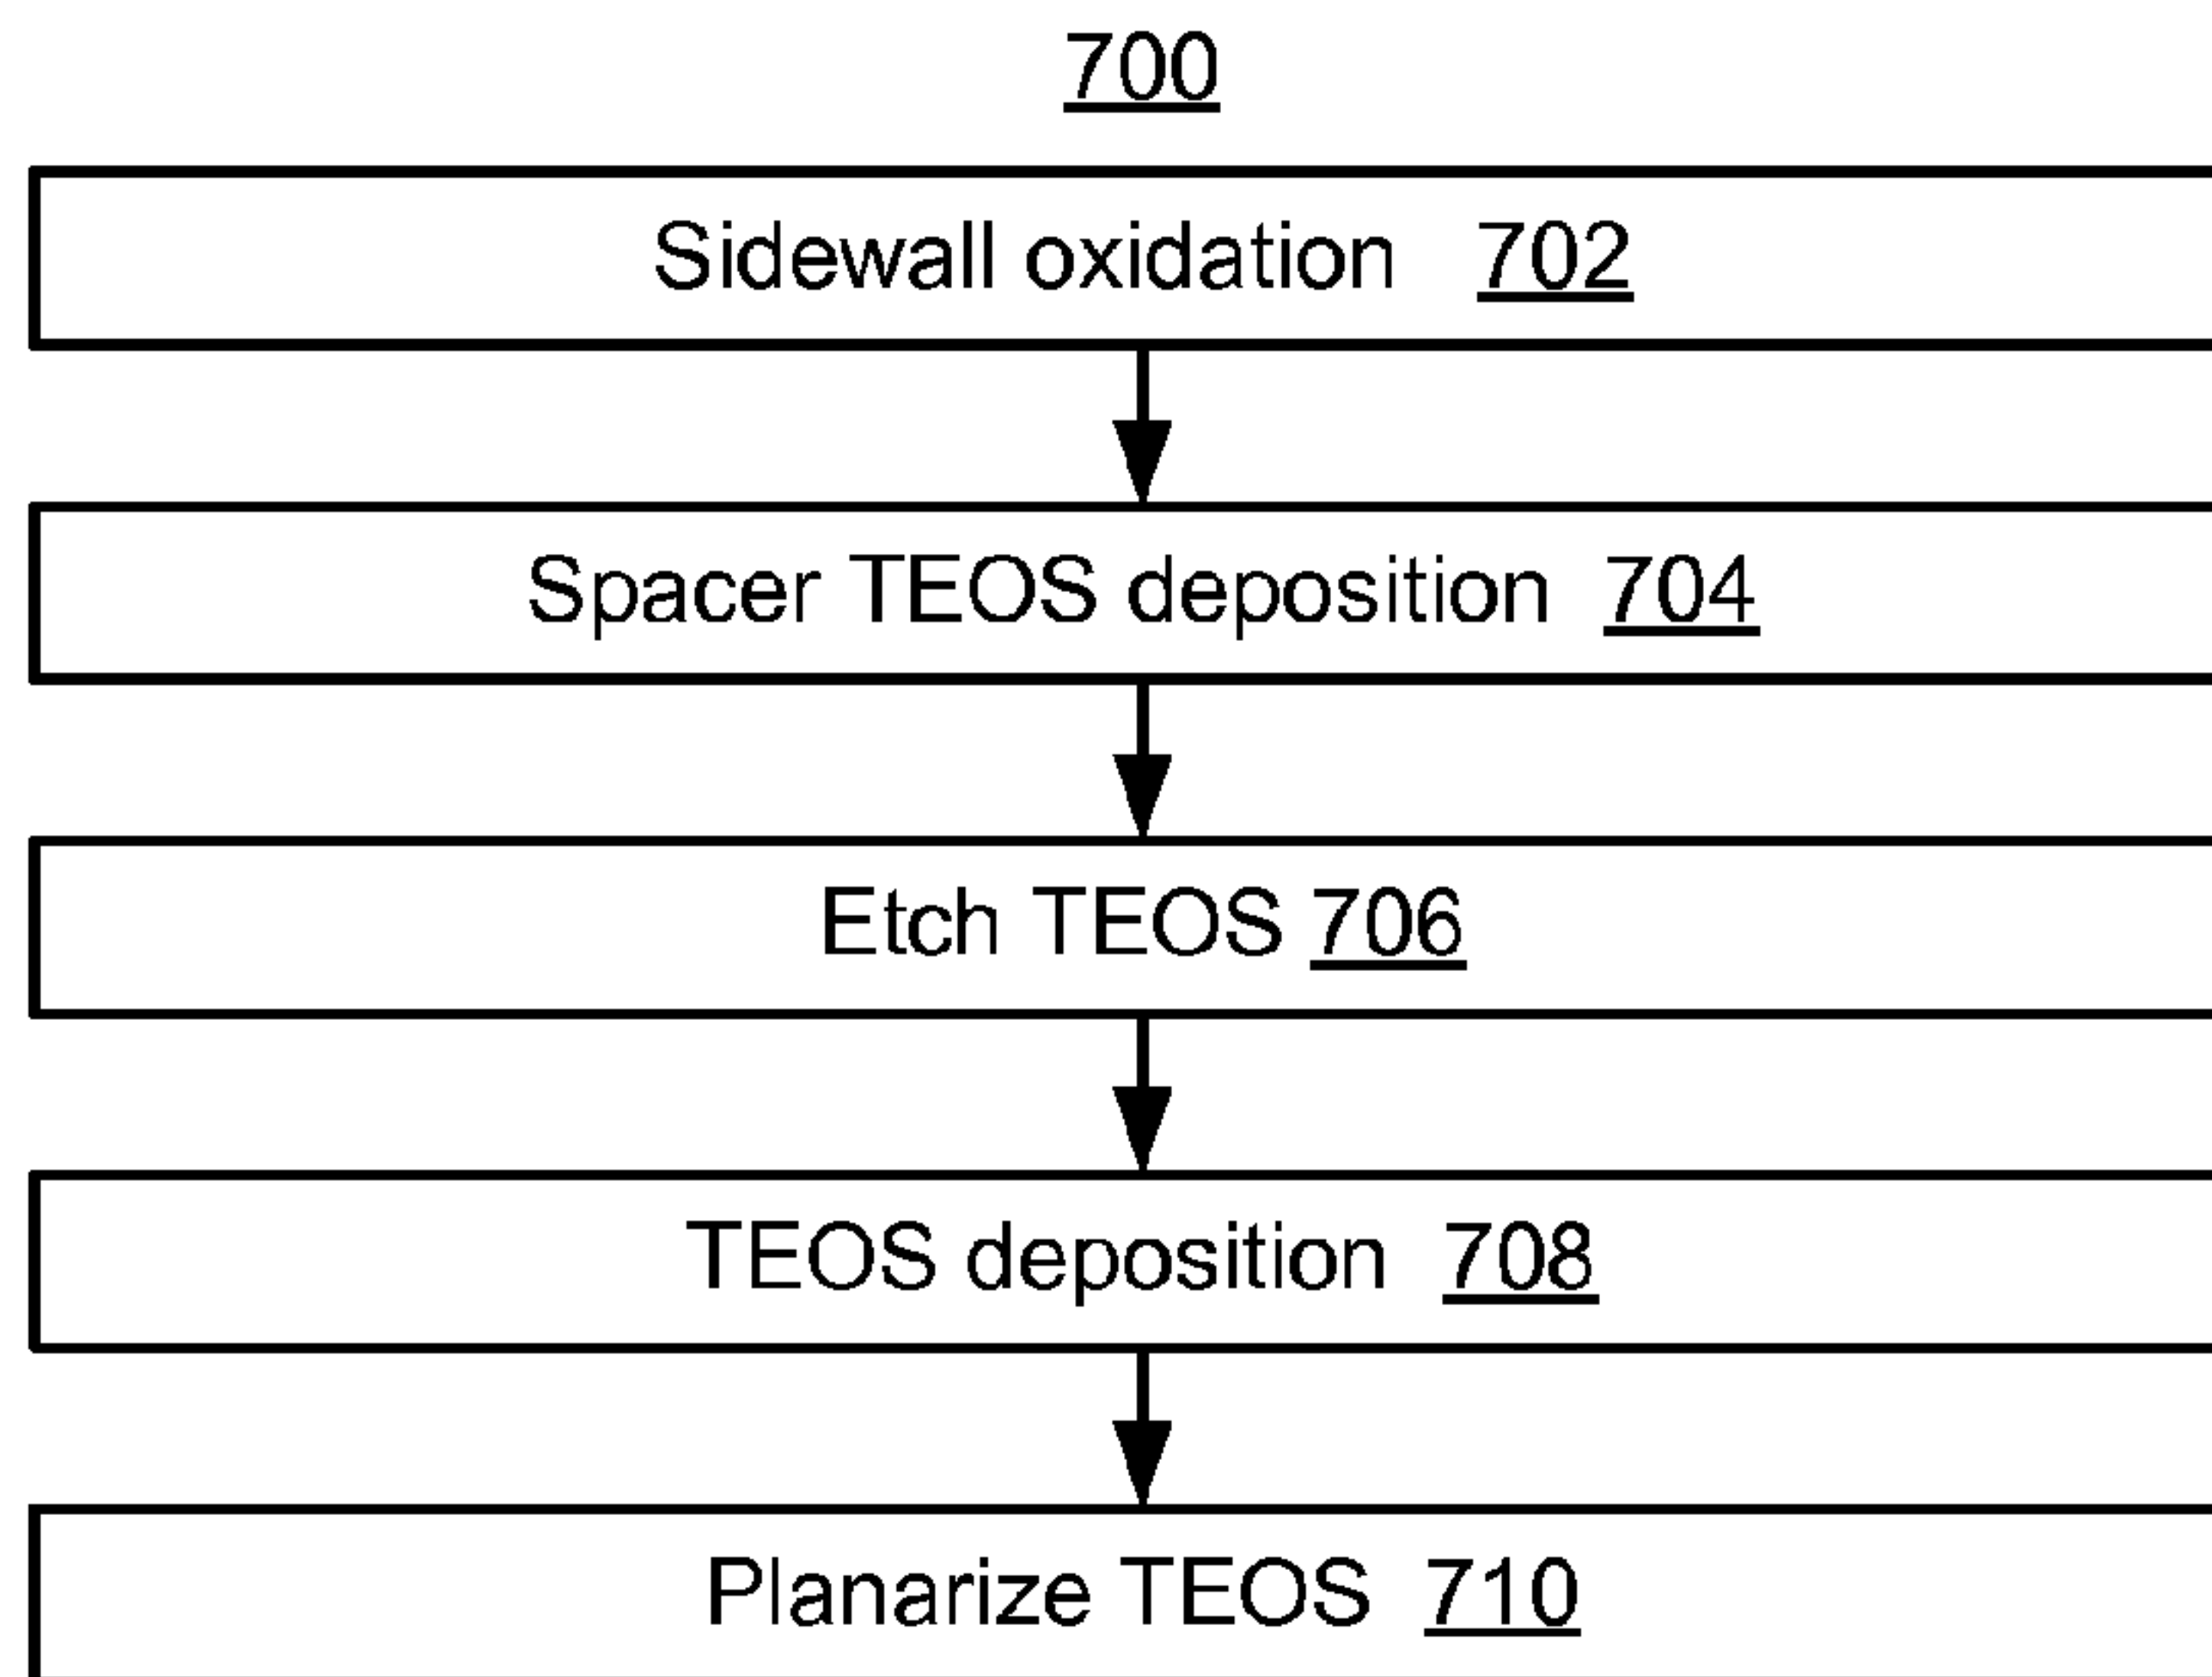 700
Sidewall oxidation 702
Spacer TEOS deposition 704
Etch TEOS 706
TEOS deposition 708
Planarize TEOS 710